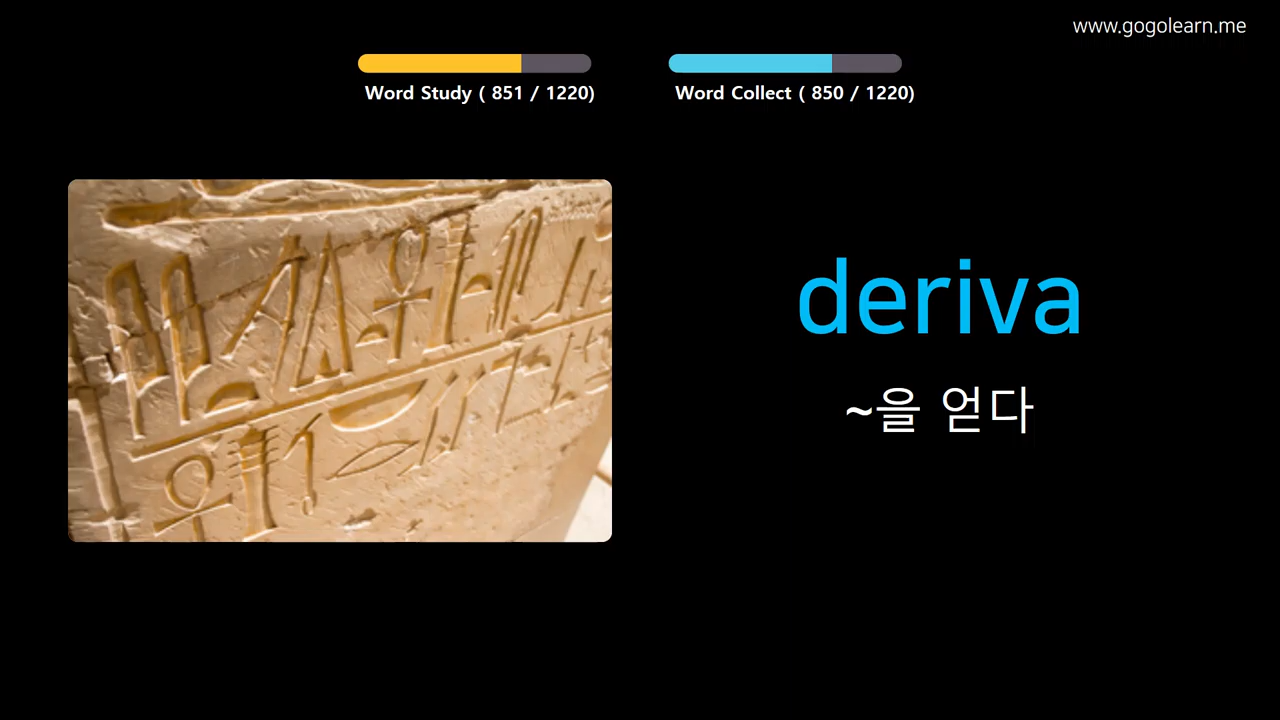 www.gogolearn.me
Word Study ( 851 / 1220)
Word Collect ( 850 / 1220)
deriva
~을 얻다